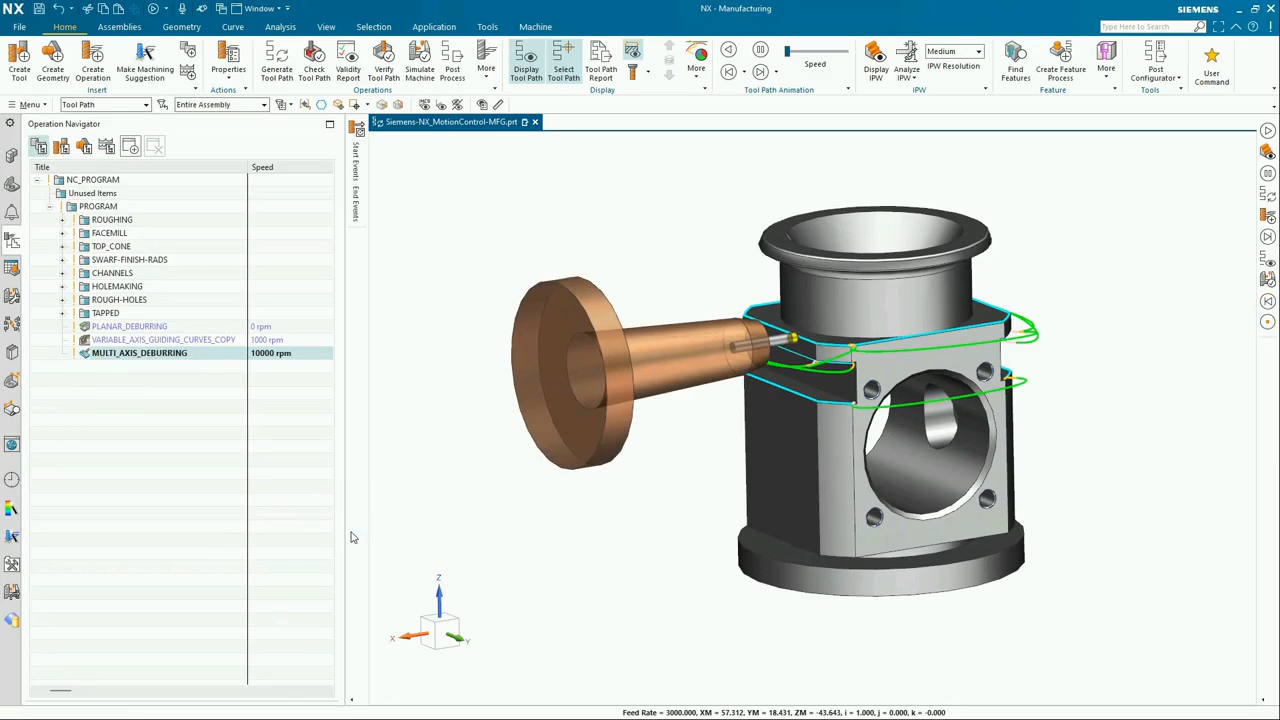 NX
Window
NX - Manufacturing
SIEMENS
File
Home
Assemblies
Geometry
Curve
Analysis
View
Selection
Application
Tools
Machine
Type Here to Search
Create Tool
Create Geometry
Create Operation
Make Machining Suggestion
Properties
Generate Tool Path
Check Tool Path
Validity Report
Verify Tool Path
Simulate Machine
Post Process
More
Display Tool Path
Select Tool Path
Tool Path Report
More
Speed
Display IPW
Analyze IPW
Medium
IPW Resolution
Find Features
Create Feature Process
More
Post Configurator
User Command
Insert
Actions
Operations
Display
Tool Path Animation
IPW
Feature
Tools
Menu
Tool Path
Entire Assembly
Operation Navigator
Siemens-NX_MotionControl-MFG.prt
Start Events
End Events
Title
Speed
NC_PROGRAM
Unused Items
PROGRAM
ROUGHING
FACEMILL
TOP_CONE
SWARF-FINISH-RADS
CHANNELS
HOLEMAKING
ROUGH-HOLES
TAPPED
PLANAR_DEBURRING 0 rpm
VARIABLE_AXIS_GUIDING_CURVES_COPY 1000 rpm
MULTI_AXIS_DEBURRING 10000 rpm
Z
X
Y
Feed Rate = 3000.000, XM = 57.312, YM = 18.431, ZM = -43.643, i = 1.000, j = 0.000, k = -0.000